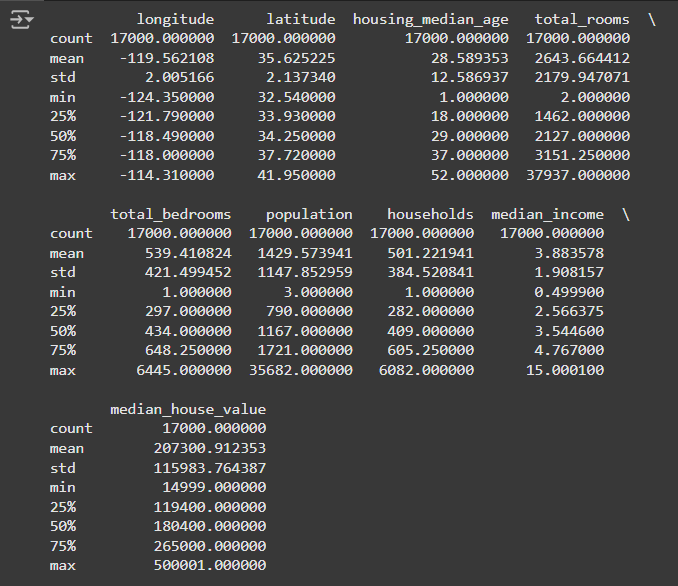 longitude latitude housing_median_age total_rooms \
count 17000.000000 17000.000000 17000.000000 17000.000000
mean -119.562108 35.625225 28.589353 2643.664412
std 2.005166 2.137340 12.586937 2179.947071
min -124.350000 32.540000 1.000000 2.000000
25% -121.790000 33.930000 18.000000 1462.000000
50% -118.490000 34.250000 29.000000 2127.000000
75% -118.000000 37.720000 37.000000 3151.250000
max -114.310000 41.950000 52.000000 37937.000000
total_bedrooms population households median_income \
count 17000.000000 17000.000000 17000.000000 17000.000000
mean 539.410824 1429.573941 501.221941 3.883578
std 421.499452 1147.852959 384.520841 1.908157
min 1.000000 3.000000 1.000000 0.499900
25% 297.000000 790.000000 282.000000 2.566375
50% 434.000000 1167.000000 409.000000 3.544600
75% 648.250000 1721.000000 605.250000 4.767000
max 6445.000000 35682.000000 6082.000000 15.000100
median_house_value
count 17000.000000
mean 207300.912353
std 115983.764387
min 14999.000000
25% 119400.000000
50% 180400.000000
75% 265000.000000
max 500001.000000